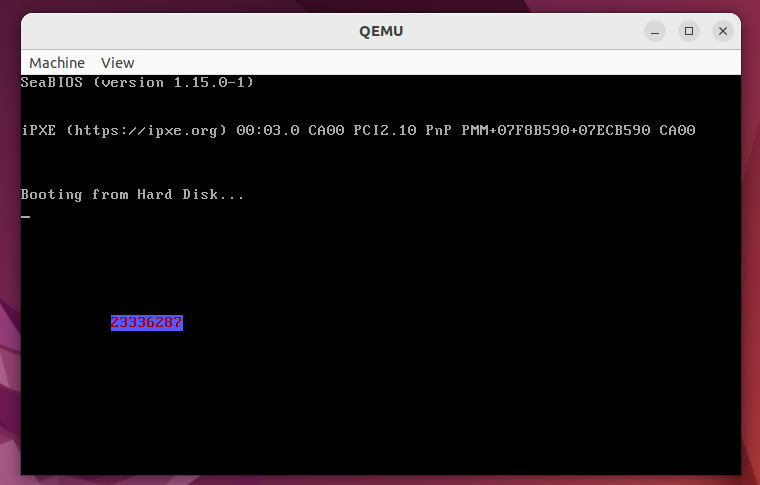 QEMU
Machine View
SeaBIOS (version 1.15.0-1)
iPXE (https://ipxe.org) 00:03.0 CA00 PCI2.10 PnP PMM+07F8B590+07ECB590 CA00
Booting from Hard Disk...
_
23336287